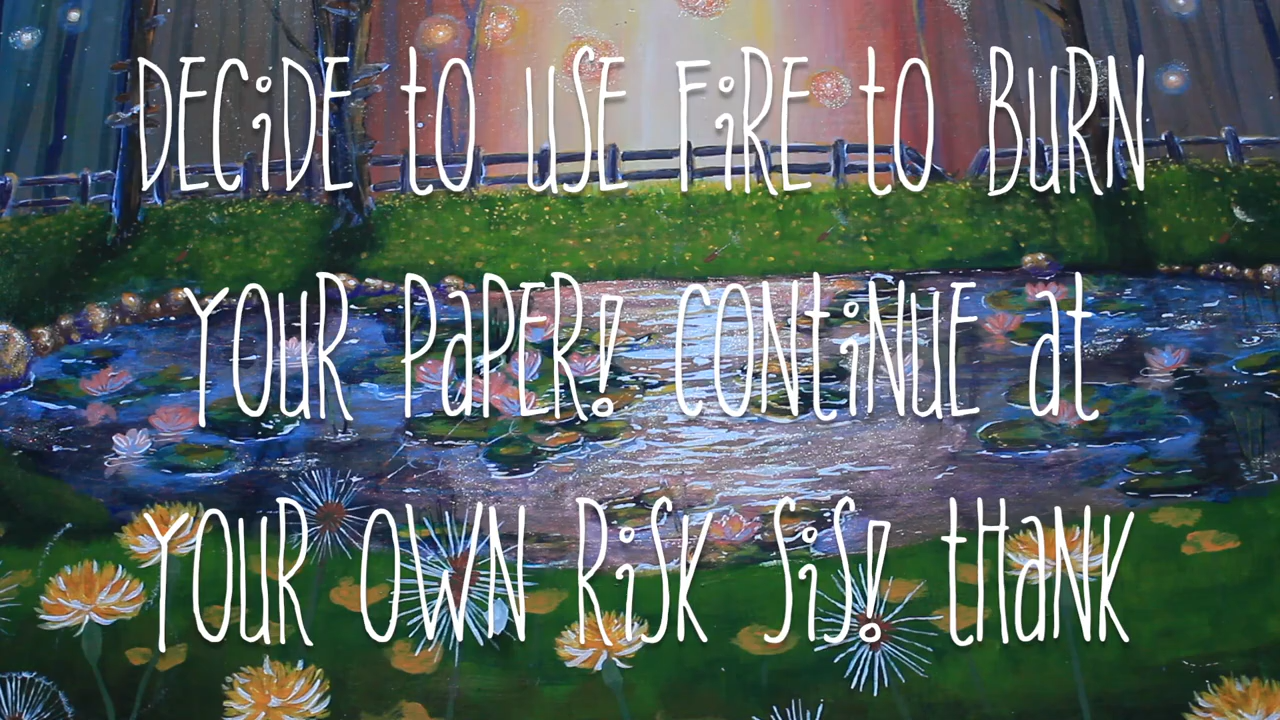 DECiDE to USE FiRE to BURN
YOUR PaPER! CONtiNUE at
YOUR OWN RiSK SiS! tHaNK